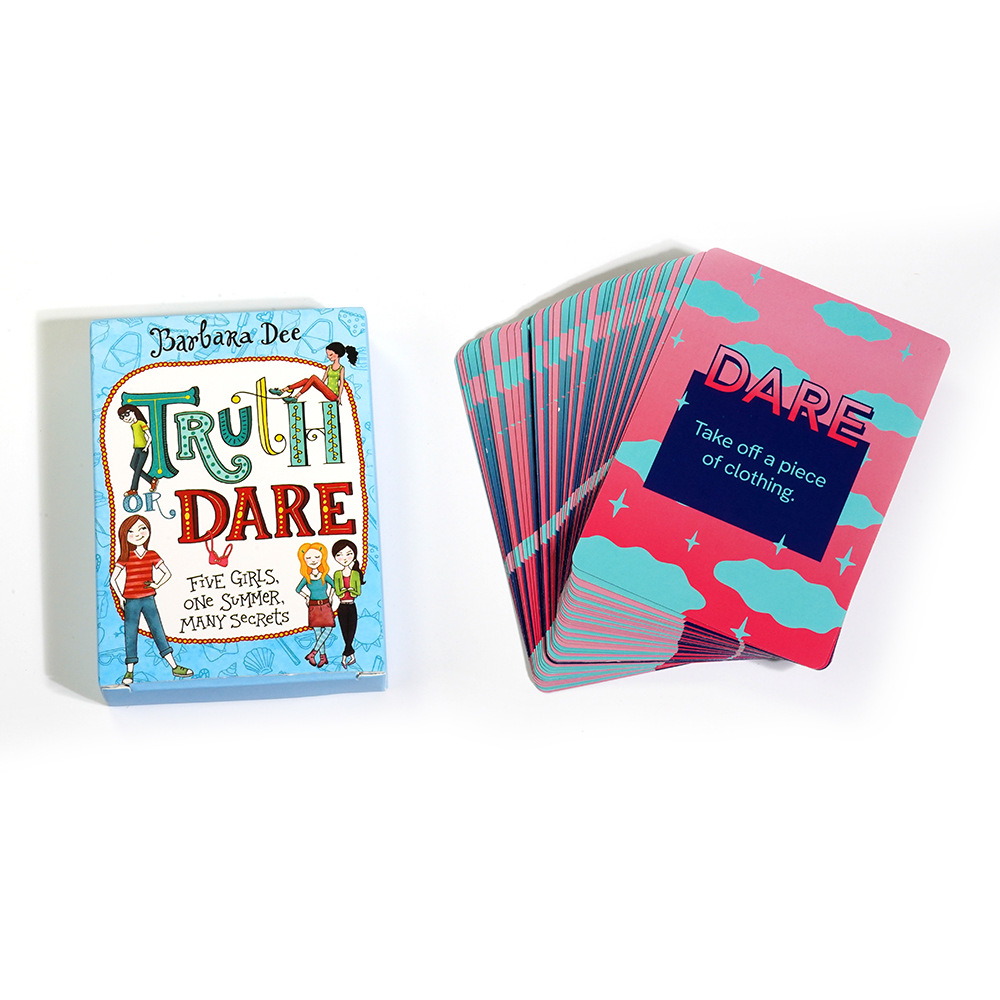 Barbara Dee
TRUTH
OR DARE
FIVE GIRLS,
ONE SUMMER,
MANY SECRETS
DARE
Take off a piece
of clothing.